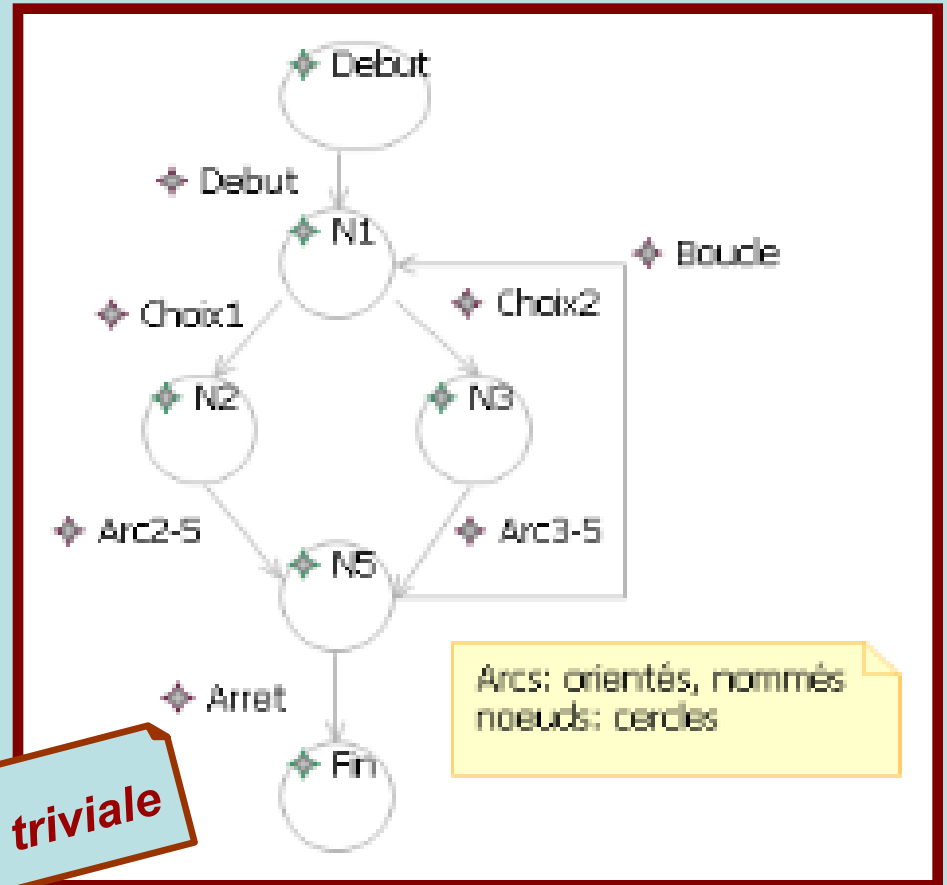 Debut
Debut
N1
Boucle
Choix1
Choix2
N2
N3
Arc2-5
Arc3-5
N5
Arcs: orientés, nommés
noeuds: cercles
Arret
Fin
triviale